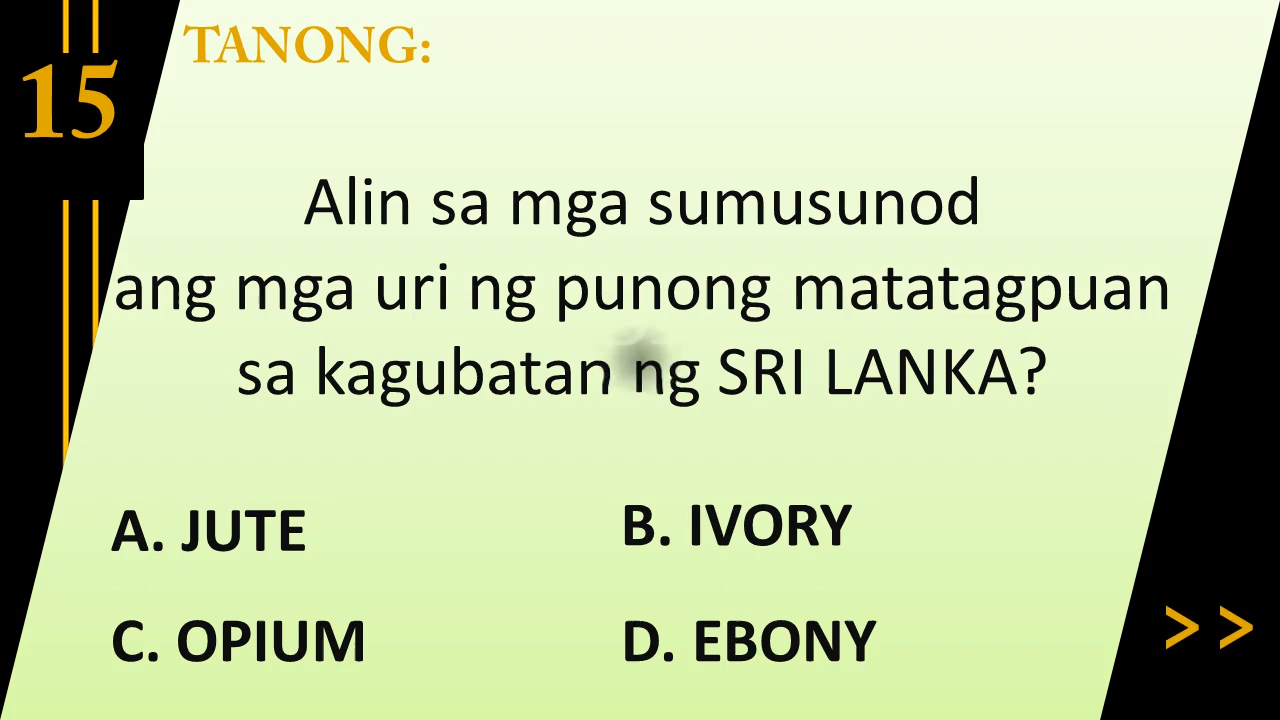 15
TANONG:
Alin sa mga sumusunod
ang mga uri ng punong matatagpuan
sa kagubatan ng SRI LANKA?
A. JUTE
B. IVORY
C. OPIUM
D. EBONY
> >